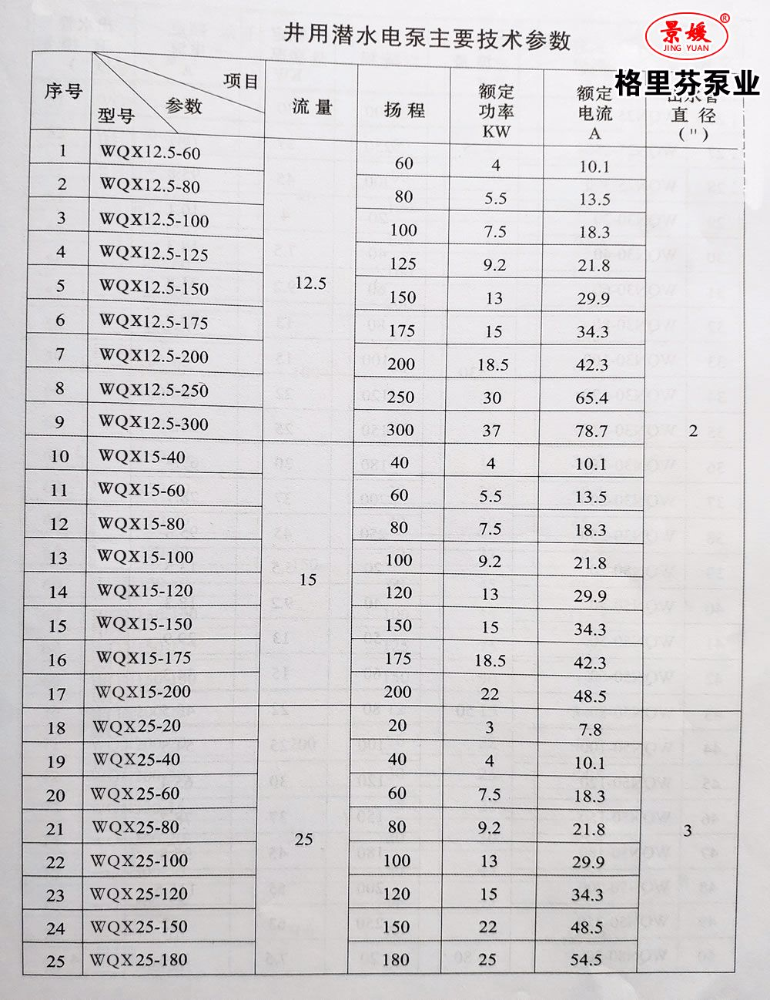 井用潜水电泵主要技术参数
景媛®
JING YUAN
格里芬泵业
序号 项目 参数 型号 流量 扬程 额定功率 KW 额定电流 A 直径 (")
1 WQX12.5-60 60 4 10.1
2 WQX12.5-80 80 5.5 13.5
3 WQX12.5-100 100 7.5 18.3
4 WQX12.5-125 125 9.2 21.8
5 WQX12.5-150 12.5 150 13 29.9
6 WQX12.5-175 175 15 34.3
7 WQX12.5-200 200 18.5 42.3
8 WQX12.5-250 250 30 65.4
9 WQX12.5-300 300 37 78.7 2
10 WQX15-40 40 4 10.1
11 WQX15-60 60 5.5 13.5
12 WQX15-80 80 7.5 18.3
13 WQX15-100 15 100 9.2 21.8
14 WQX15-120 120 13 29.9
15 WQX15-150 150 15 34.3
16 WQX15-175 175 18.5 42.3
17 WQX15-200 200 22 48.5
18 WQX25-20 20 3 7.8
19 WQX25-40 40 4 10.1
20 WQX25-60 60 7.5 18.3
21 WQX25-80 25 80 9.2 21.8 3
22 WQX25-100 100 13 29.9
23 WQX25-120 120 15 34.3
24 WQX25-150 150 22 48.5
25 WQX25-180 180 25 54.5